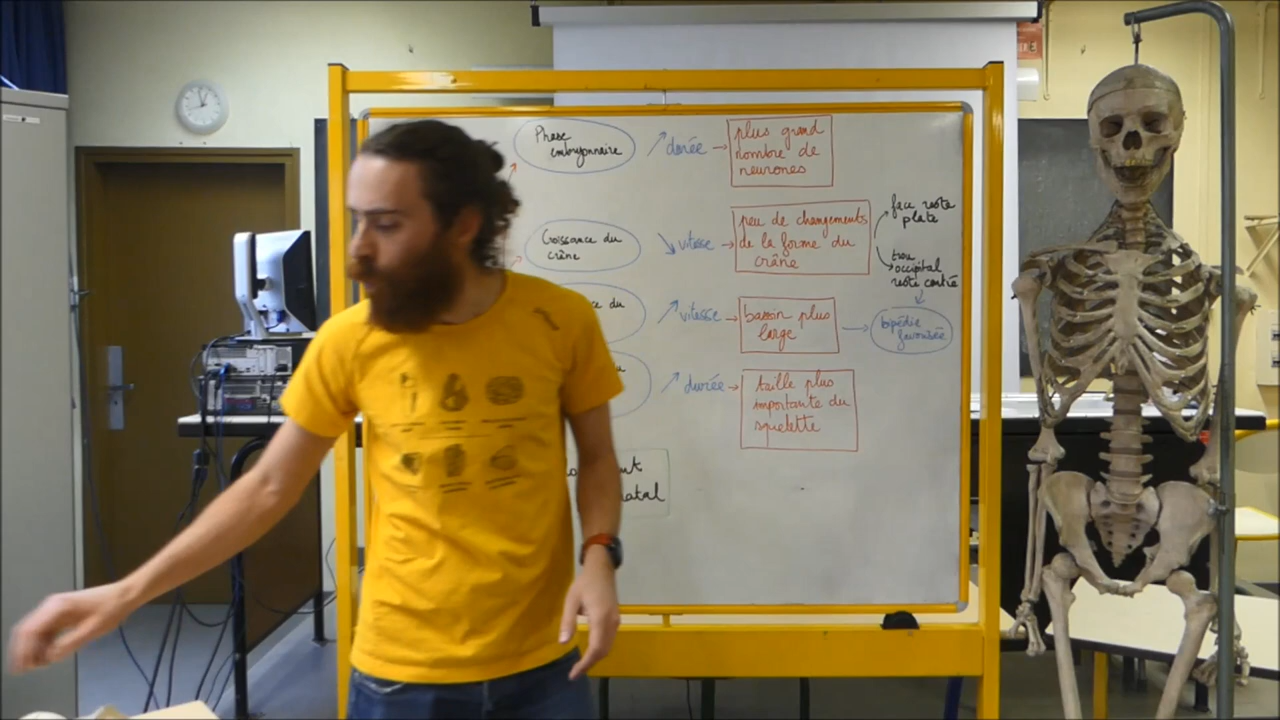 Phase
embryonnaire
durée
plus grand
nombre de
neurones
Croissance du
crâne
vitesse
peu de changements
de la forme du
crâne
face reste
plate
trou
occipital
reste centré
ce du
vitesse
bassin plus
large
bipédie
favorisée
durée
taille plus
importante du
squelette